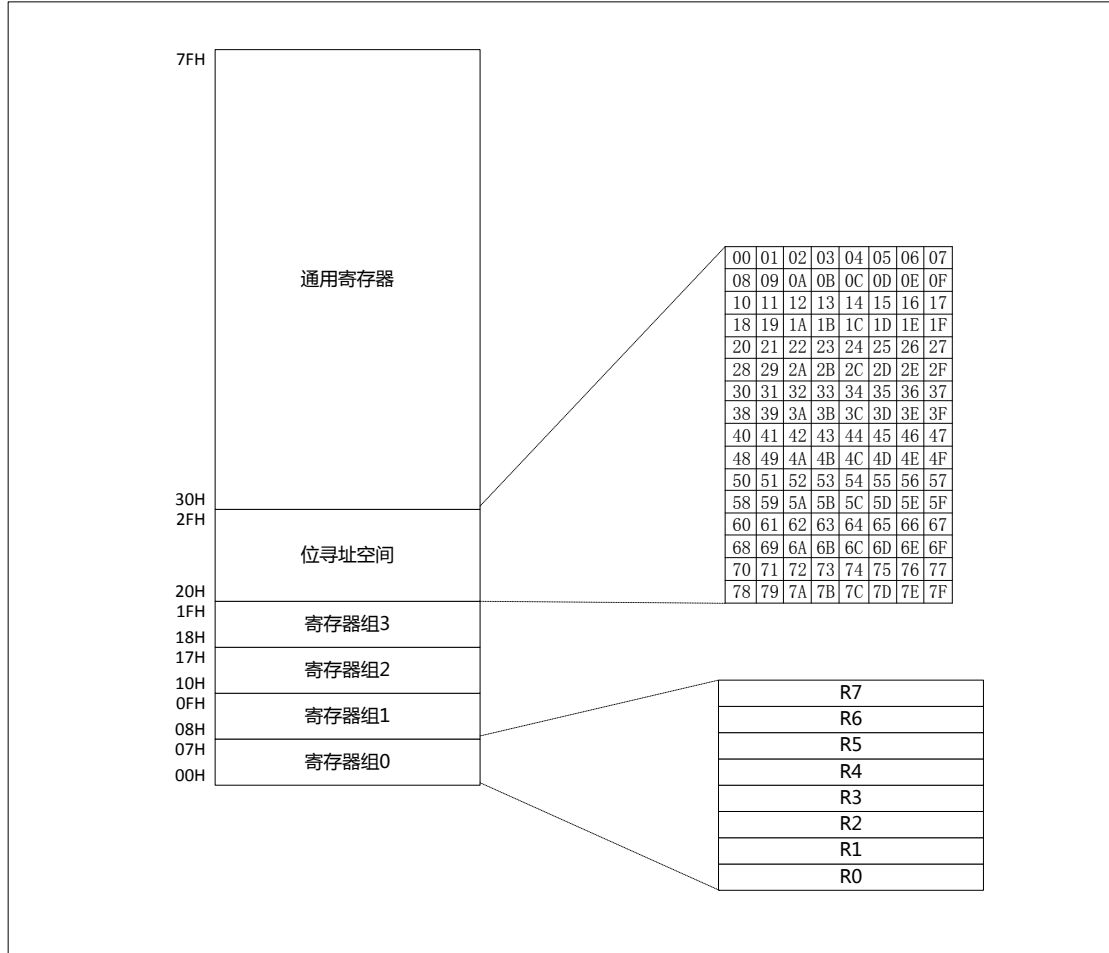 7FH
通用寄存器
30H
2FH
位寻址空间
20H
1FH
寄存器组3
18H
17H
寄存器组2
10H
0FH
寄存器组1
08H
07H
寄存器组0
00H
00 01 02 03 04 05 06 07
08 09 0A 0B 0C 0D 0E 0F
10 11 12 13 14 15 16 17
18 19 1A 1B 1C 1D 1E 1F
20 21 22 23 24 25 26 27
28 29 2A 2B 2C 2D 2E 2F
30 31 32 33 34 35 36 37
38 39 3A 3B 3C 3D 3E 3F
40 41 42 43 44 45 46 47
48 49 4A 4B 4C 4D 4E 4F
50 51 52 53 54 55 56 57
58 59 5A 5B 5C 5D 5E 5F
60 61 62 63 64 65 66 67
68 69 6A 6B 6C 6D 6E 6F
70 71 72 73 74 75 76 77
78 79 7A 7B 7C 7D 7E 7F
R7
R6
R5
R4
R3
R2
R1
R0